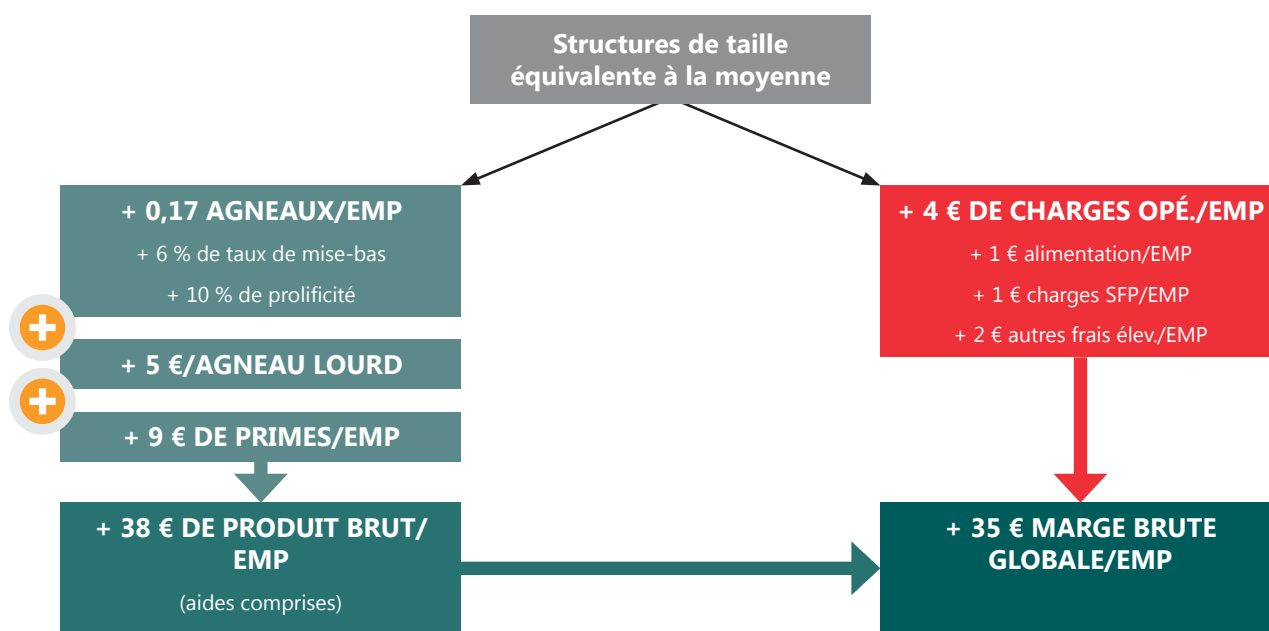 Structures de taille
équivalente à la moyenne
+ 0,17 AGNEAUX/EMP
+ 6 % de taux de mise-bas
+ 10 % de prolificité
+ 5 €/AGNEAU LOURD
+ 9 € DE PRIMES/EMP
+ 38 € DE PRODUIT BRUT/
EMP
(aides comprises)
+ 4 € DE CHARGES OPÉ./EMP
+ 1 € alimentation/EMP
+ 1 € charges SFP/EMP
+ 2 € autres frais élev./EMP
+ 35 € MARGE BRUTE
GLOBALE/EMP